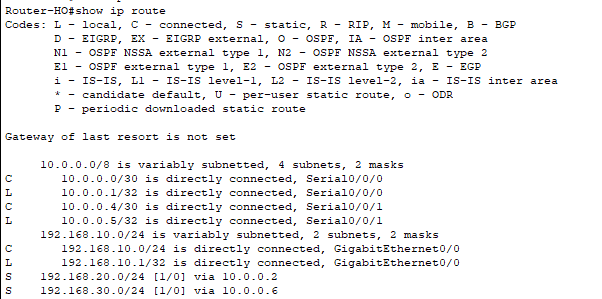 Router-HO#show ip route
Codes: L - local, C - connected, S - static, R - RIP, M - mobile, B - BGP
       D - EIGRP, EX - EIGRP external, O - OSPF, IA - OSPF inter area
       N1 - OSPF NSSA external type 1, N2 - OSPF NSSA external type 2
       E1 - OSPF external type 1, E2 - OSPF external type 2, E - EGP
       i - IS-IS, L1 - IS-IS level-1, L2 - IS-IS level-2, ia - IS-IS inter area
       * - candidate default, U - per-user static route, o - ODR
       P - periodic downloaded static route
Gateway of last resort is not set
     10.0.0.0/8 is variably subnetted, 4 subnets, 2 masks
C       10.0.0.0/30 is directly connected, Serial0/0/0
L       10.0.0.1/32 is directly connected, Serial0/0/0
C       10.0.0.4/30 is directly connected, Serial0/0/1
L       10.0.0.5/32 is directly connected, Serial0/0/1
     192.168.10.0/24 is variably subnetted, 2 subnets, 2 masks
C       192.168.10.0/24 is directly connected, GigabitEthernet0/0
L       192.168.10.1/32 is directly connected, GigabitEthernet0/0
S    192.168.20.0/24 [1/0] via 10.0.0.2
S    192.168.30.0/24 [1/0] via 10.0.0.6